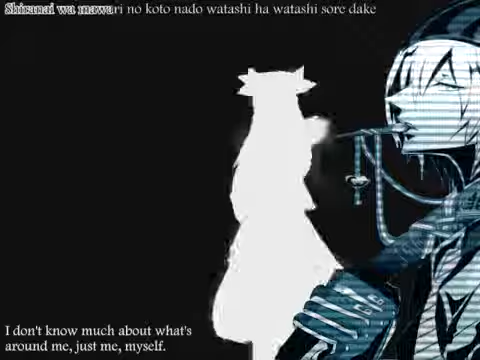 Shiranai wa mawari no koto nado watashi ha watashi sore dake
I don't know much about what's
around me, just me, myself.